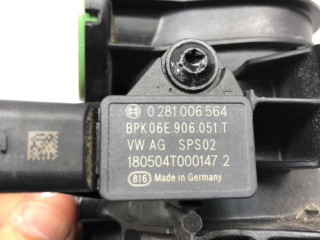 0 281 006 564
BPK 06E.906.051.T
VW AG SPS02
180504T000147 2
816 Made in Germany